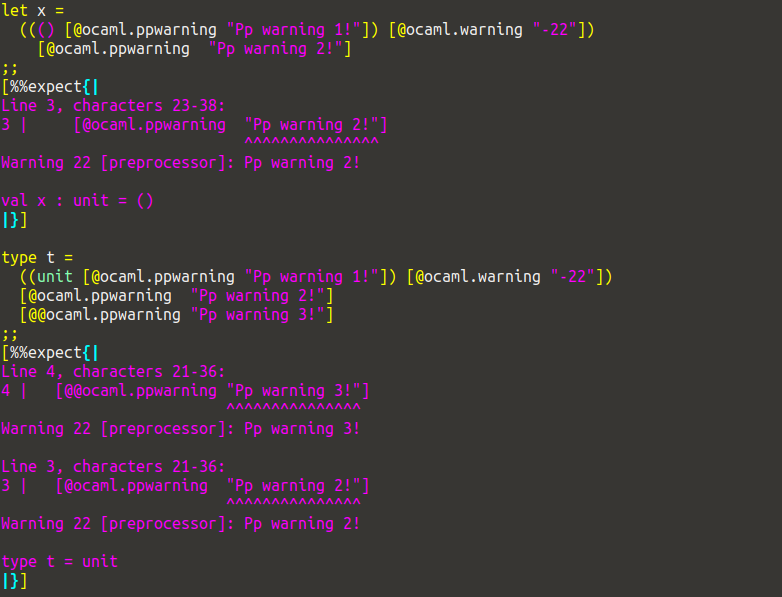 let x =
  ((() [@ocaml.ppwarning "Pp warning 1!"]) [@ocaml.warning "-22"])
    [@ocaml.ppwarning  "Pp warning 2!"]
;;
[%%expect{|
Line 3, characters 23-38:
3 |     [@ocaml.ppwarning  "Pp warning 2!"]
                           ^^^^^^^^^^^^^^^
Warning 22 [preprocessor]: Pp warning 2!

val x : unit = ()
|}]

type t =
  ((unit [@ocaml.ppwarning "Pp warning 1!"]) [@ocaml.warning "-22"])
  [@ocaml.ppwarning  "Pp warning 2!"]
  [@@ocaml.ppwarning "Pp warning 3!"]
;;
[%%expect{|
Line 4, characters 21-36:
4 |   [@@ocaml.ppwarning "Pp warning 3!"]
                         ^^^^^^^^^^^^^^^
Warning 22 [preprocessor]: Pp warning 3!

Line 3, characters 21-36:
3 |   [@ocaml.ppwarning  "Pp warning 2!"]
                         ^^^^^^^^^^^^^^^
Warning 22 [preprocessor]: Pp warning 2!

type t = unit
|}]